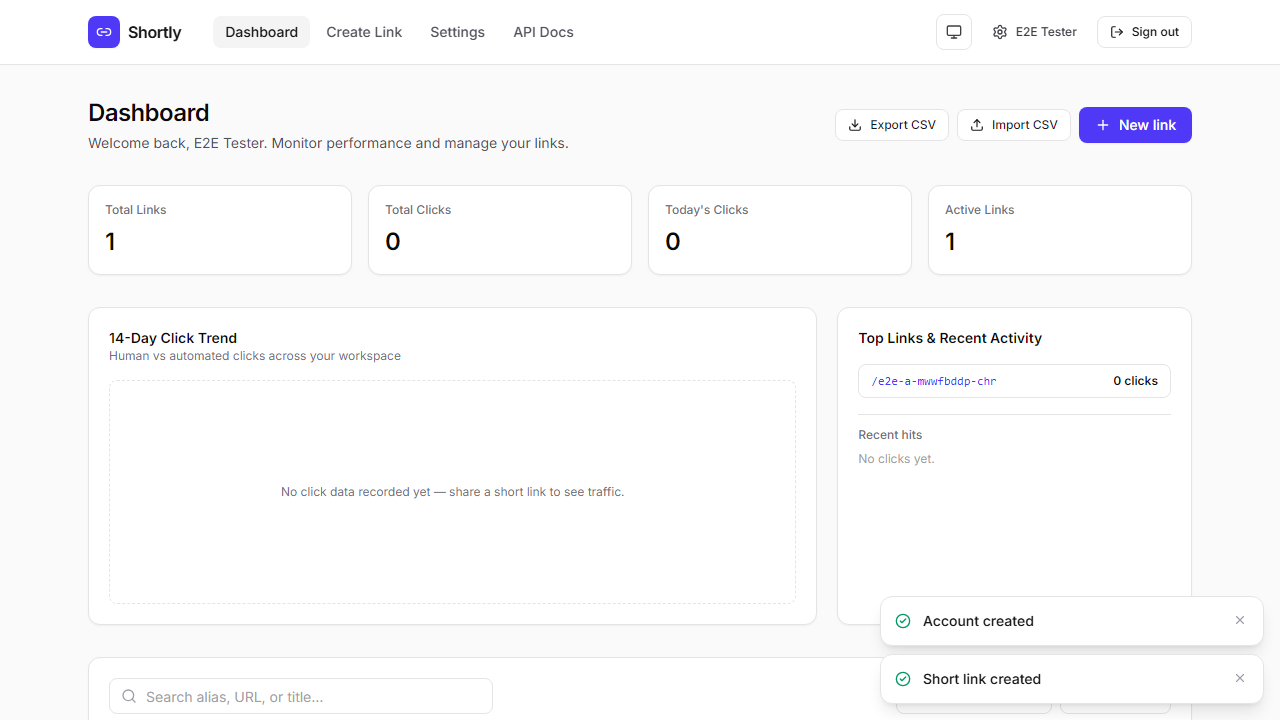 Shortly
Dashboard
Create Link
Settings
API Docs
E2E Tester
Sign out
Dashboard
Welcome back, E2E Tester. Monitor performance and manage your links.
Export CSV
Import CSV
New link
Total Links
1
Total Clicks
0
Today's Clicks
0
Active Links
1
14-Day Click Trend
Human vs automated clicks across your workspace
No click data recorded yet — share a short link to see traffic.
Top Links & Recent Activity
/e2e-a-mwwfbddp-chr
0 clicks
Recent hits
No clicks yet.
Account created
Short link created
Search alias, URL, or title...